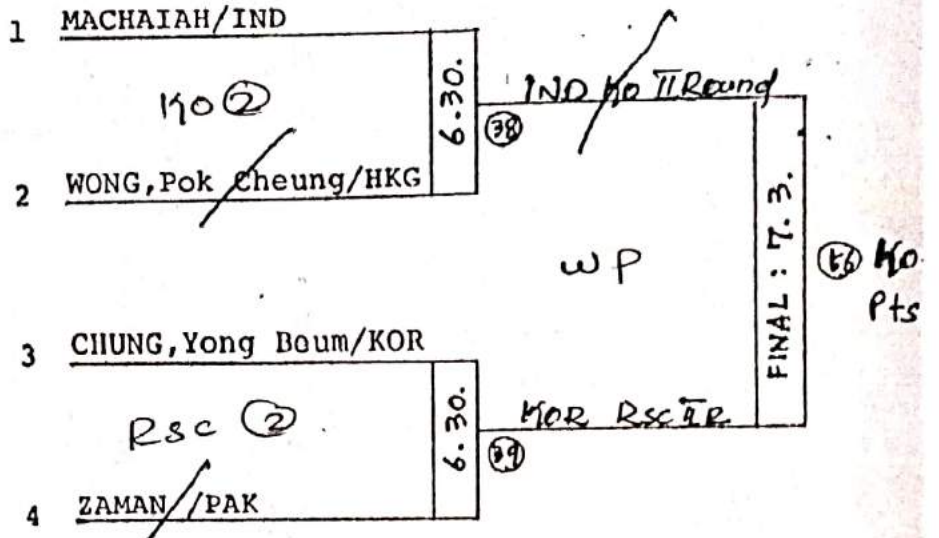 1 MACHAIAH/IND
KO ②
6.30.
㊳
IND KO II Round
2 WONG,Pok Cheung/HKG
WP
FINAL : 7. 3.
56 KO
Pts
3 CHUNG,Yong Boum/KOR
RSC ②
6.30.
㊴
KOR RSC II R
4 ZAMAN /PAK